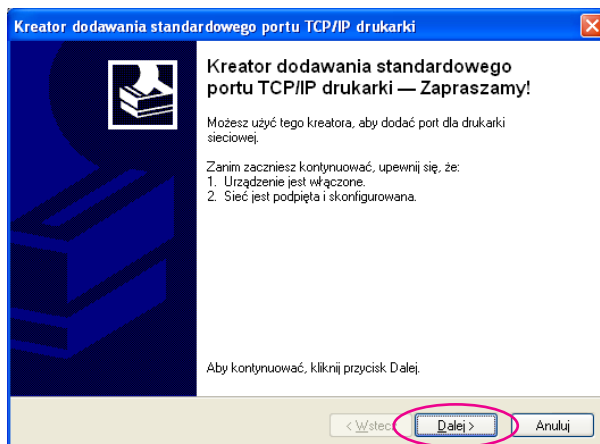 Kreator dodawania standardowego portu TCP/IP drukarki
Kreator dodawania standardowego
portu TCP/IP drukarki — Zapraszamy!
Możesz użyć tego kreatora, aby dodać port dla drukarki
sieciowej.
Zanim zaczniesz kontynuować, upewnij się, że:
1. Urządzenie jest włączone.
2. Sieć jest podpięta i skonfigurowana.
Aby kontynuować, kliknij przycisk Dalej.
< Wstecz Dalej > Anuluj